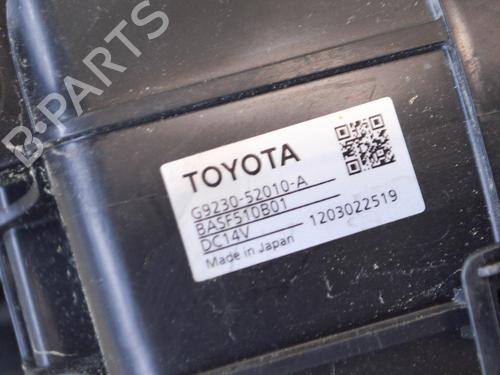 B-PARTS
TOYOTA
G9230-52010-A
BASF510B01
DC14V 1203022519
Made in Japan